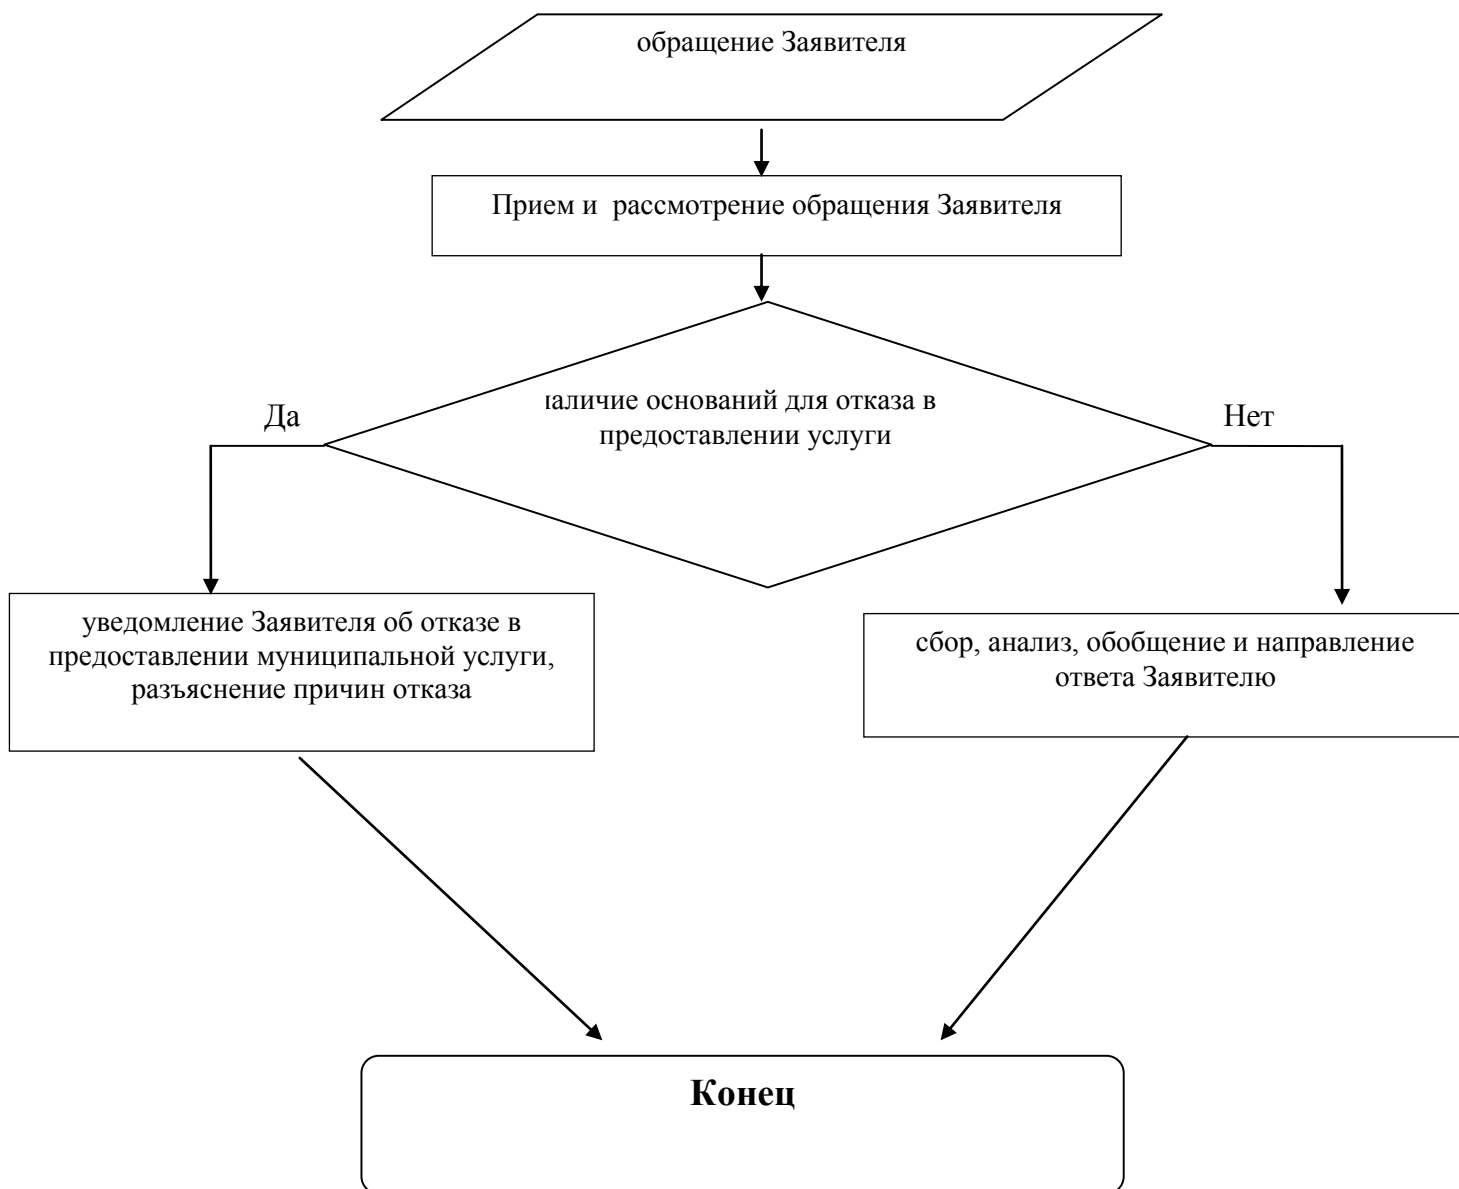 обращение Заявителя
Прием и  рассмотрение обращения Заявителя
наличие оснований для отказа в
предоставлении услуги
Да
Нет
уведомление Заявителя об отказе в
предоставлении муниципальной услуги,
разъяснение причин отказа
сбор, анализ, обобщение и направление
ответа Заявителю
Конец